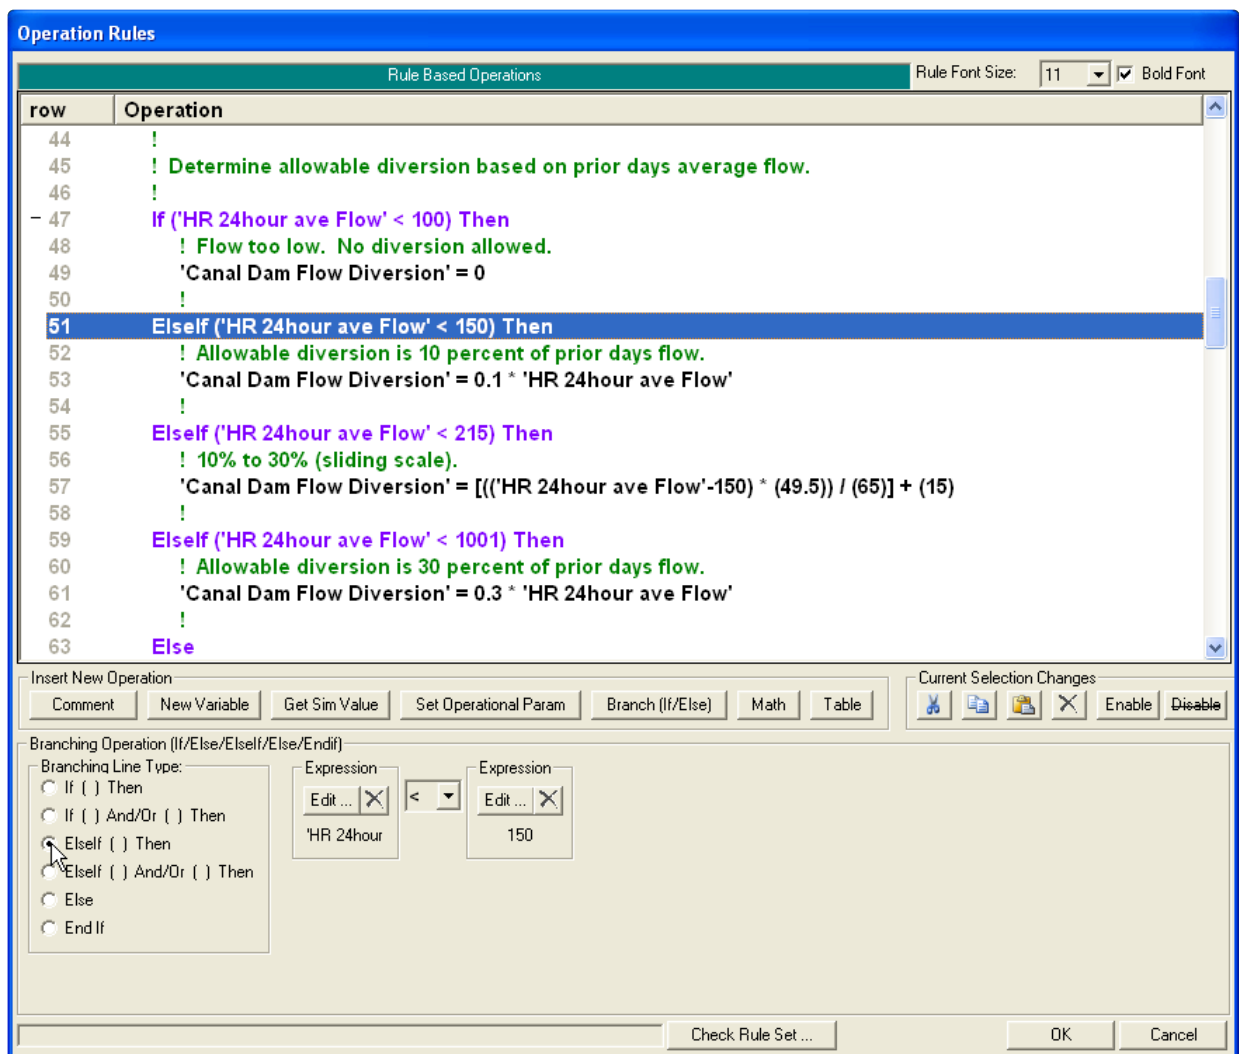 Operation Rules
Rule Based Operations
Rule Font Size: 11 Bold Font
row Operation
44 !
45 ! Determine allowable diversion based on prior days average flow.
46 !
− 47 If ('HR 24hour ave Flow' < 100) Then
48 ! Flow too low. No diversion allowed.
49 'Canal Dam Flow Diversion' = 0
50 !
51 ElseIf ('HR 24hour ave Flow' < 150) Then
52 ! Allowable diversion is 10 percent of prior days flow.
53 'Canal Dam Flow Diversion' = 0.1 * 'HR 24hour ave Flow'
54 !
55 ElseIf ('HR 24hour ave Flow' < 215) Then
56 ! 10% to 30% (sliding scale).
57 'Canal Dam Flow Diversion' = [(('HR 24hour ave Flow'-150) * (49.5)) / (65)] + (15)
58 !
59 ElseIf ('HR 24hour ave Flow' < 1001) Then
60 ! Allowable diversion is 30 percent of prior days flow.
61 'Canal Dam Flow Diversion' = 0.3 * 'HR 24hour ave Flow'
62 !
63 Else
Insert New Operation
Comment New Variable Get Sim Value Set Operational Param Branch (If/Else) Math Table
Current Selection Changes
Enable Disable
Branching Operation (If/Else/ElseIf/Else/Endif)
Branching Line Type:
If ( ) Then
If ( ) And/Or ( ) Then
ElseIf ( ) Then
ElseIf ( ) And/Or ( ) Then
Else
End If
Expression
Edit ...
'HR 24hour
<
Expression
Edit ...
150
Check Rule Set ... OK Cancel